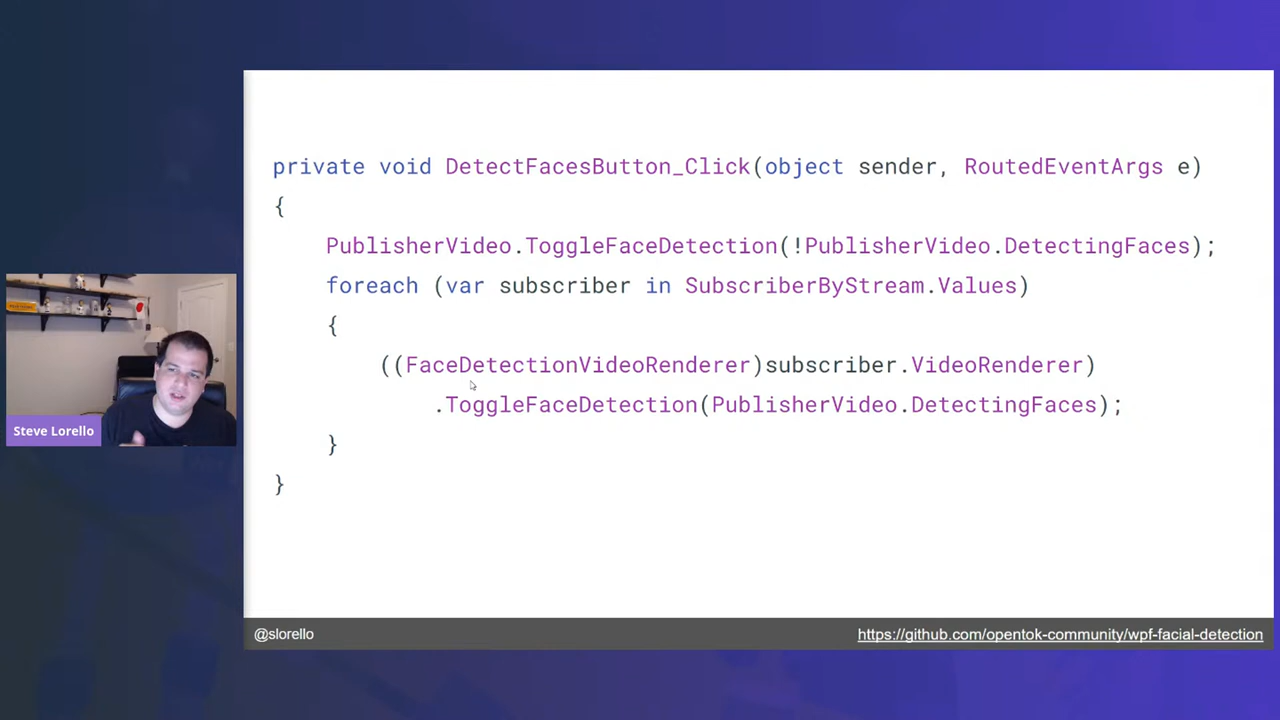 private void DetectFacesButton_Click(object sender, RoutedEventArgs e)
{
PublisherVideo.ToggleFaceDetection(!PublisherVideo.DetectingFaces);
foreach (var subscriber in SubscriberByStream.Values)
{
((FaceDetectionVideoRenderer)subscriber.VideoRenderer)
.ToggleFaceDetection(PublisherVideo.DetectingFaces);
}
}
Steve Lorello
@slorello
https://github.com/opentok-community/wpf-facial-detection